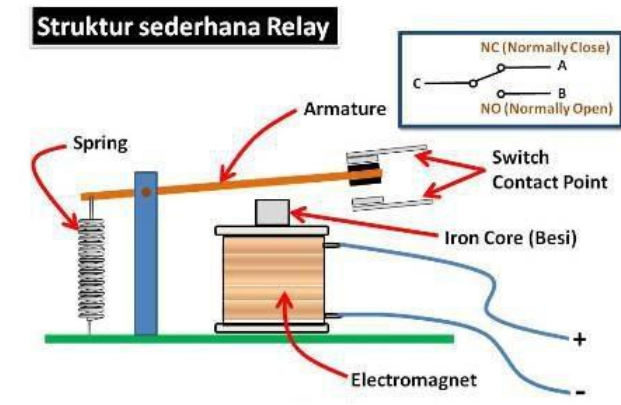 Struktur sederhana Relay
NC (Normally Close)
A
C
B
NO (Normally Open)
Armature
Spring
Switch
Contact Point
Iron Core (Besi)
+
Electromagnet
-